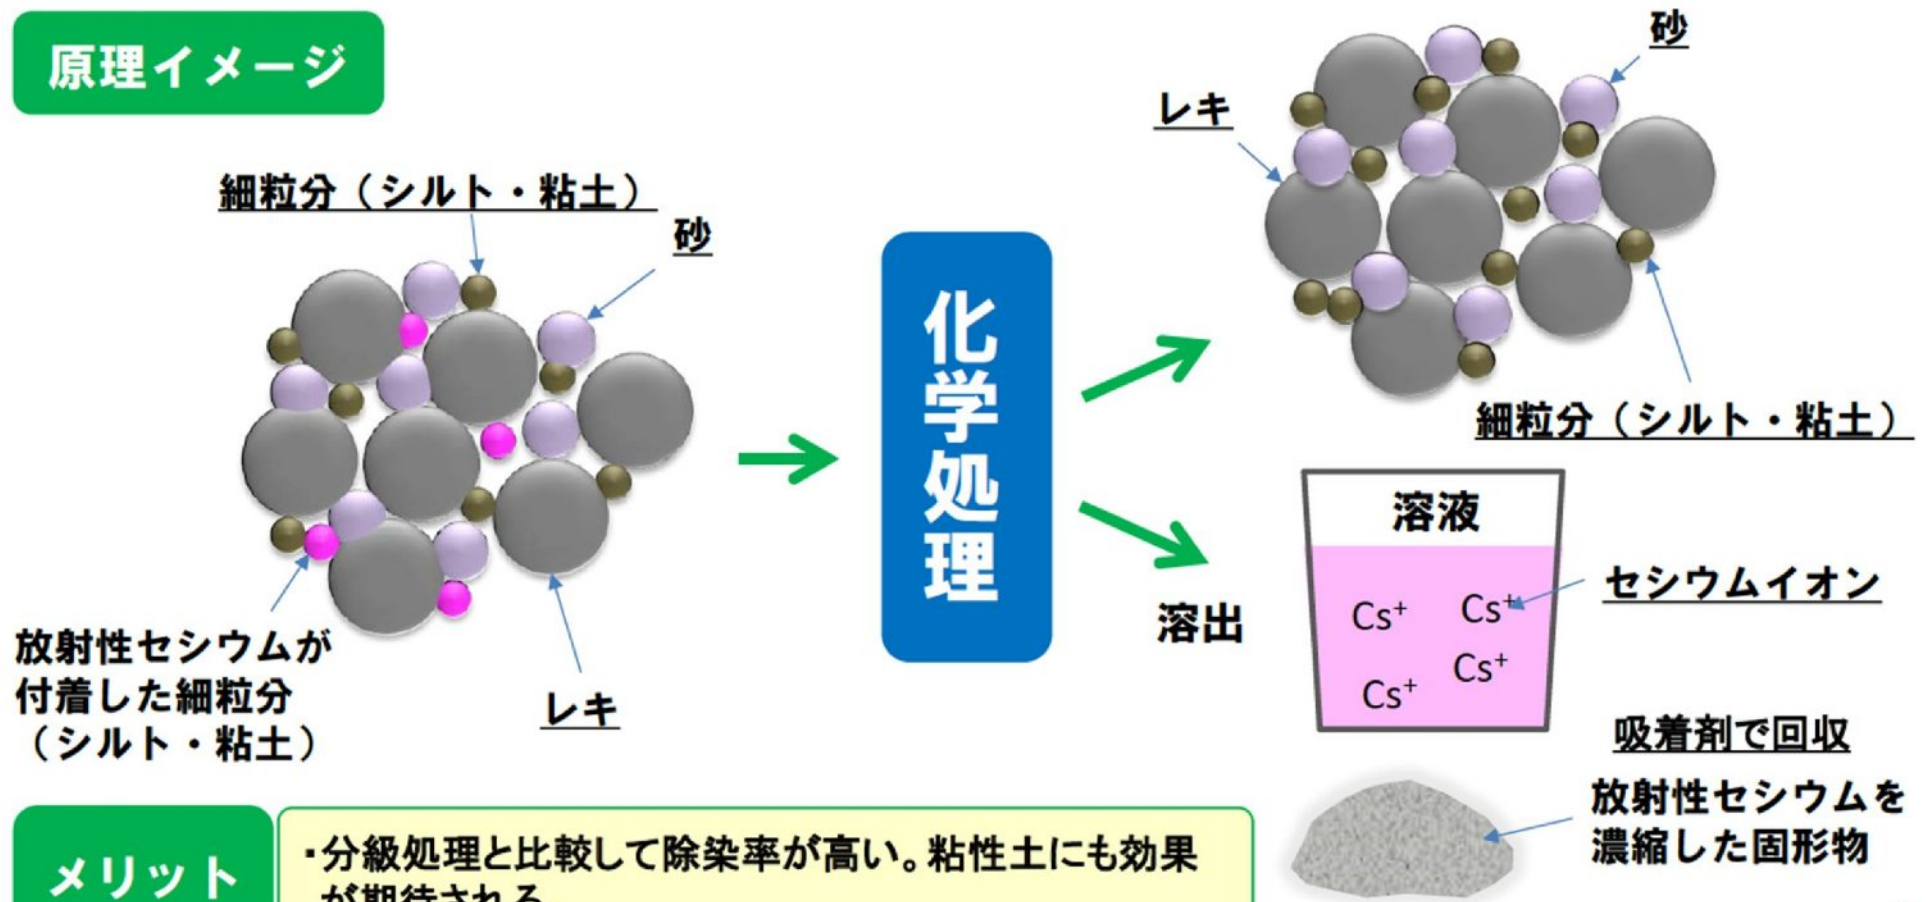 原理イメージ
細粒分（シルト・粘土）
砂
放射性セシウムが
付着した細粒分
（シルト・粘土）
レキ
化学処理
レキ
砂
細粒分（シルト・粘土）
溶出
溶液
Cs⁺ Cs⁺
Cs⁺ Cs⁺
セシウムイオン
吸着剤で回収
放射性セシウムを
濃縮した固形物
メリット
・分級処理と比較して除染率が高い。粘性土にも効果
が期待される